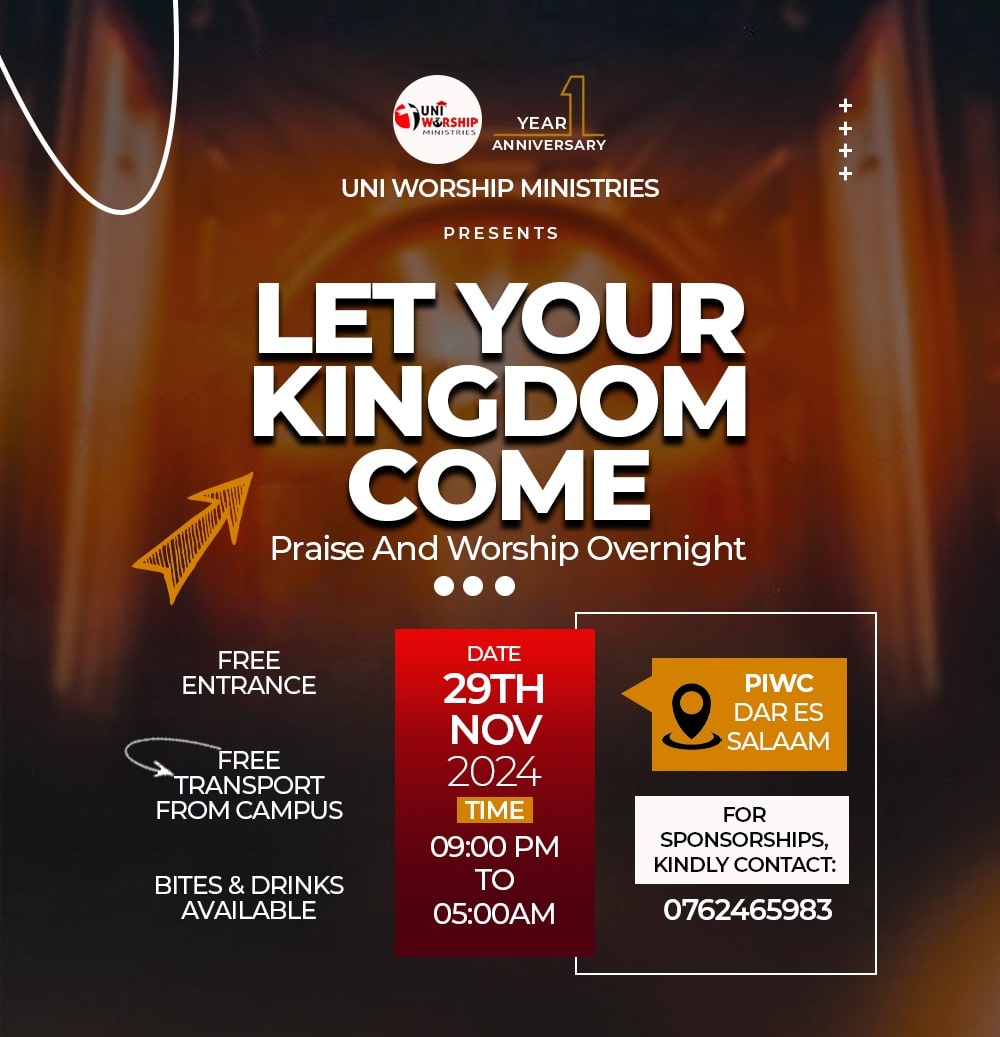 UNI
WORSHIP
MINISTRIES
YEAR 1
ANNIVERSARY
UNI WORSHIP MINISTRIES
PRESENTS
LET YOUR
KINGDOM
COME
Praise And Worship Overnight
FREE
ENTRANCE
FREE
TRANSPORT
FROM CAMPUS
BITES & DRINKS
AVAILABLE
DATE
29TH
NOV
2024
TIME
09:00 PM
TO
05:00AM
PIWC
DAR ES
SALAAM
FOR
SPONSORSHIPS,
KINDLY CONTACT:
0762465983